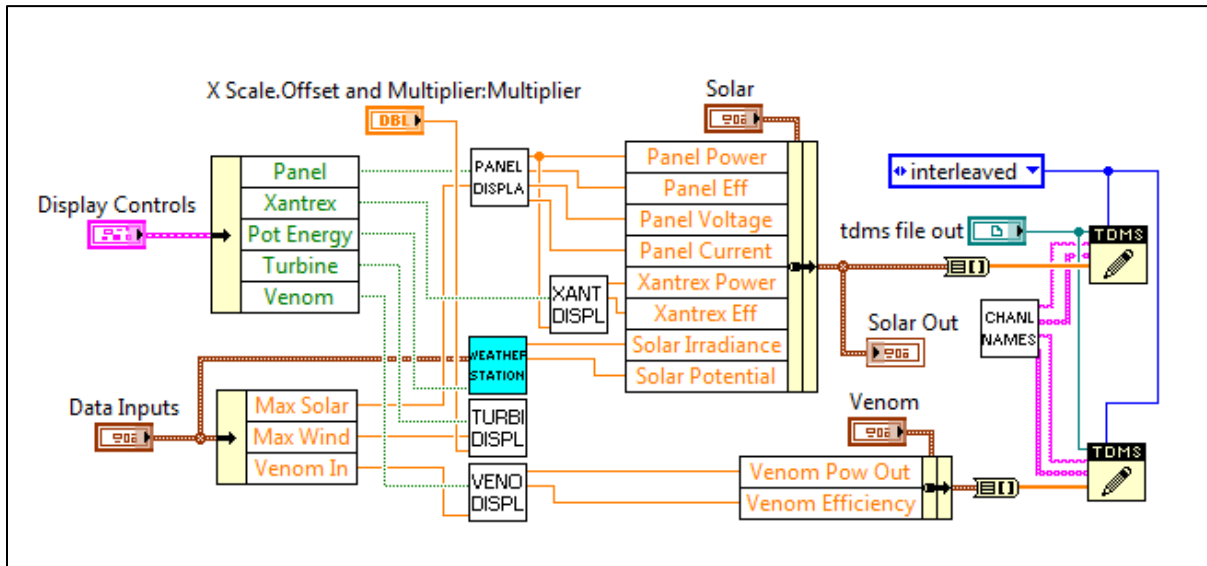 X Scale.Offset and Multiplier:Multiplier
DBL
Solar
Display Controls
Panel
Xantrex
Pot Energy
Turbine
Venom
PANEL
DISPLA
XANT
DISPL
WEATHER
STATION
TURBI
DISPL
VENO
DISPL
Data Inputs
Max Solar
Max Wind
Venom In
Panel Power
Panel Eff
Panel Voltage
Panel Current
Xantrex Power
Xantrex Eff
Solar Irradiance
Solar Potential
Solar Out
Venom
Venom Pow Out
Venom Efficiency
interleaved
tdms file out
TDMS
CHANL
NAMES
TDMS